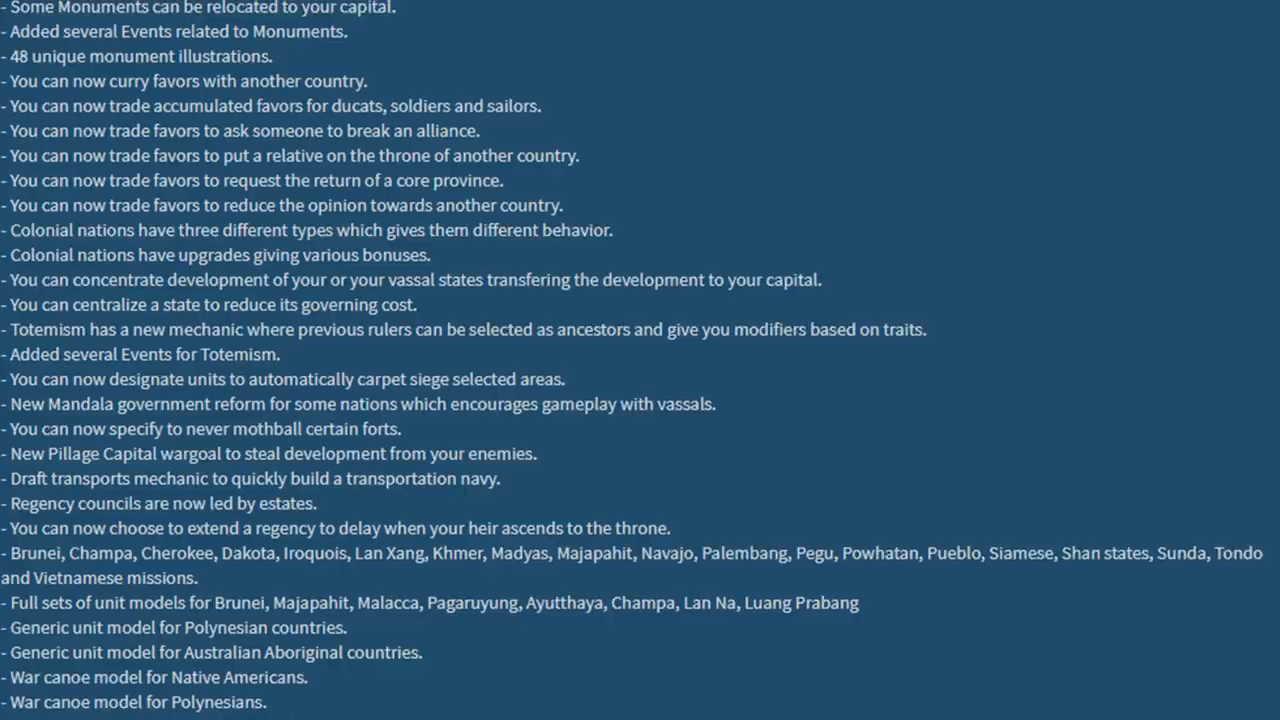 - Some Monuments can be relocated to your capital.
- Added several Events related to Monuments.
- 48 unique monument illustrations.
- You can now curry favors with another country.
- You can now trade accumulated favors for ducats, soldiers and sailors.
- You can now trade favors to ask someone to break an alliance.
- You can now trade favors to put a relative on the throne of another country.
- You can now trade favors to request the return of a core province.
- You can now trade favors to reduce the opinion towards another country.
- Colonial nations have three different types which gives them different behavior.
- Colonial nations have upgrades giving various bonuses.
- You can concentrate development of your or your vassal states transfering the development to your capital.
- You can centralize a state to reduce its governing cost.
- Totemism has a new mechanic where previous rulers can be selected as ancestors and give you modifiers based on traits.
- Added several Events for Totemism.
- You can now designate units to automatically carpet siege selected areas.
- New Mandala government reform for some nations which encourages gameplay with vassals.
- You can now specify to never mothball certain forts.
- New Pillage Capital wargoal to steal development from your enemies.
- Draft transports mechanic to quickly build a transportation navy.
- Regency councils are now led by estates.
- You can now choose to extend a regency to delay when your heir ascends to the throne.
- Brunei, Champa, Cherokee, Dakota, Iroquois, Lan Xang, Khmer, Madyas, Majapahit, Navajo, Palembang, Pegu, Powhatan, Pueblo, Siamese, Shan states, Sunda, Tondo
and Vietnamese missions.
- Full sets of unit models for Brunei, Majapahit, Malacca, Pagaruyung, Ayutthaya, Champa, Lan Na, Luang Prabang
- Generic unit model for Polynesian countries.
- Generic unit model for Australian Aboriginal countries.
- War canoe model for Native Americans.
- War canoe model for Polynesians.